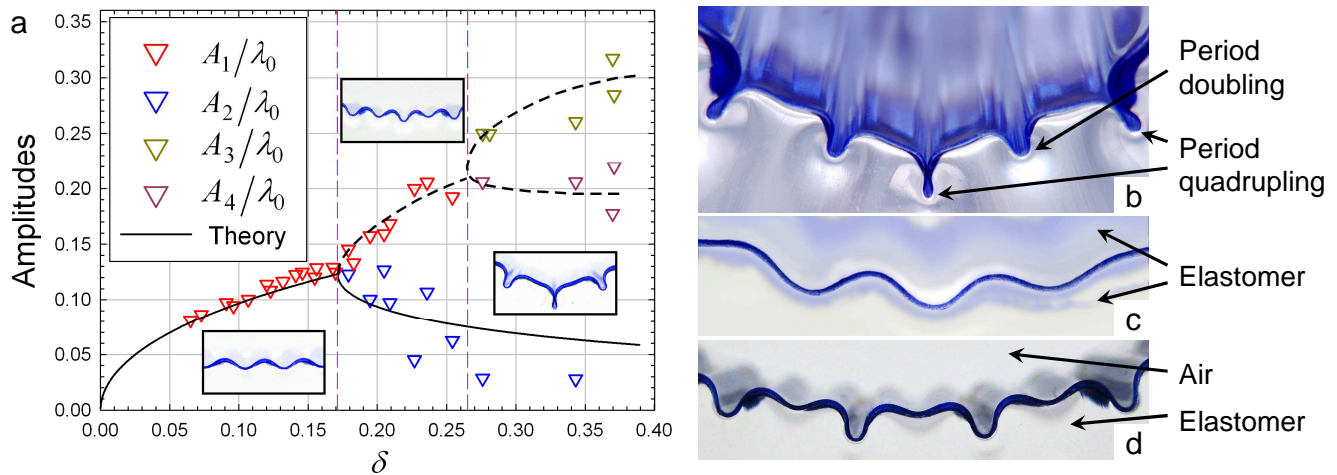 a
A1/λ0
A2/λ0
A3/λ0
A4/λ0
Theory
Amplitudes
0.35
0.30
0.25
0.20
0.15
0.10
0.05
0.00
0.00 0.05 0.10 0.15 0.20 0.25 0.30 0.35 0.40
δ
Period
doubling
Period
quadrupling
b
Elastomer
c
Air
Elastomer
d